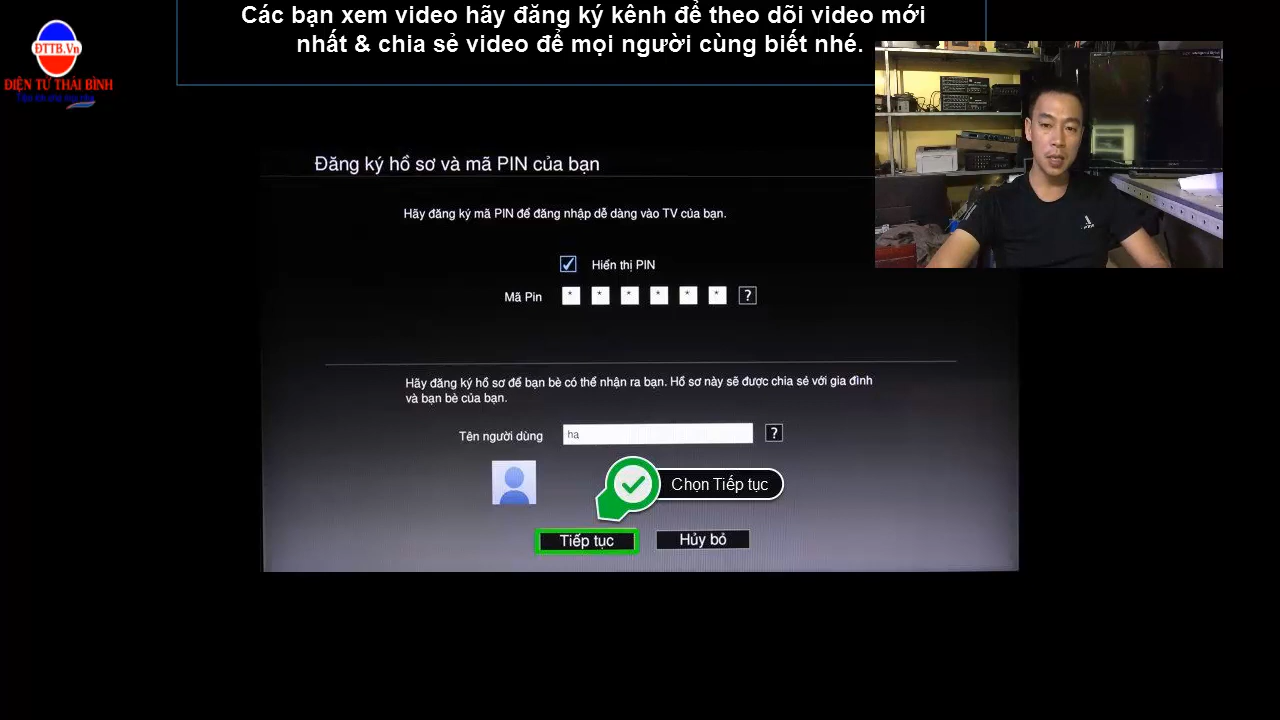 Các bạn xem video hãy đăng ký kênh để theo dõi video mới
nhất & chia sẻ video để mọi người cùng biết nhé.
ĐTTB.Vn
ĐIỆN TỬ THÁI BÌNH
Đăng ký hồ sơ và mã PIN của bạn
Hãy đăng ký mã PIN để đăng nhập dễ dàng vào TV của bạn.
Hiển thị PIN
Mã Pin * * * * * * ?
Hãy đăng ký hồ sơ để bạn bè có thể nhận ra bạn. Hồ sơ này sẽ được chia sẻ với gia đình
và bạn bè của bạn.
Tên người dùng ha ?
Chọn Tiếp tục
Tiếp tục Hủy bỏ